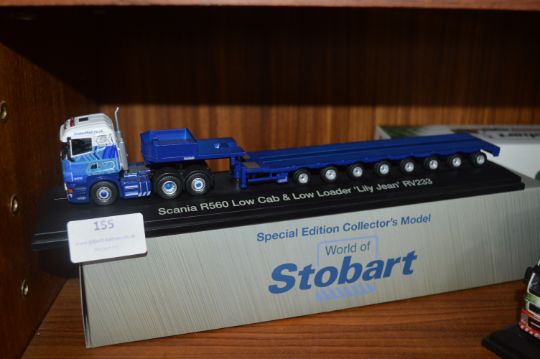 Scania R560 Low Cab & Low Loader 'Lily Jean' RV233
155
Special Edition Collector's Model
World of
Stobart